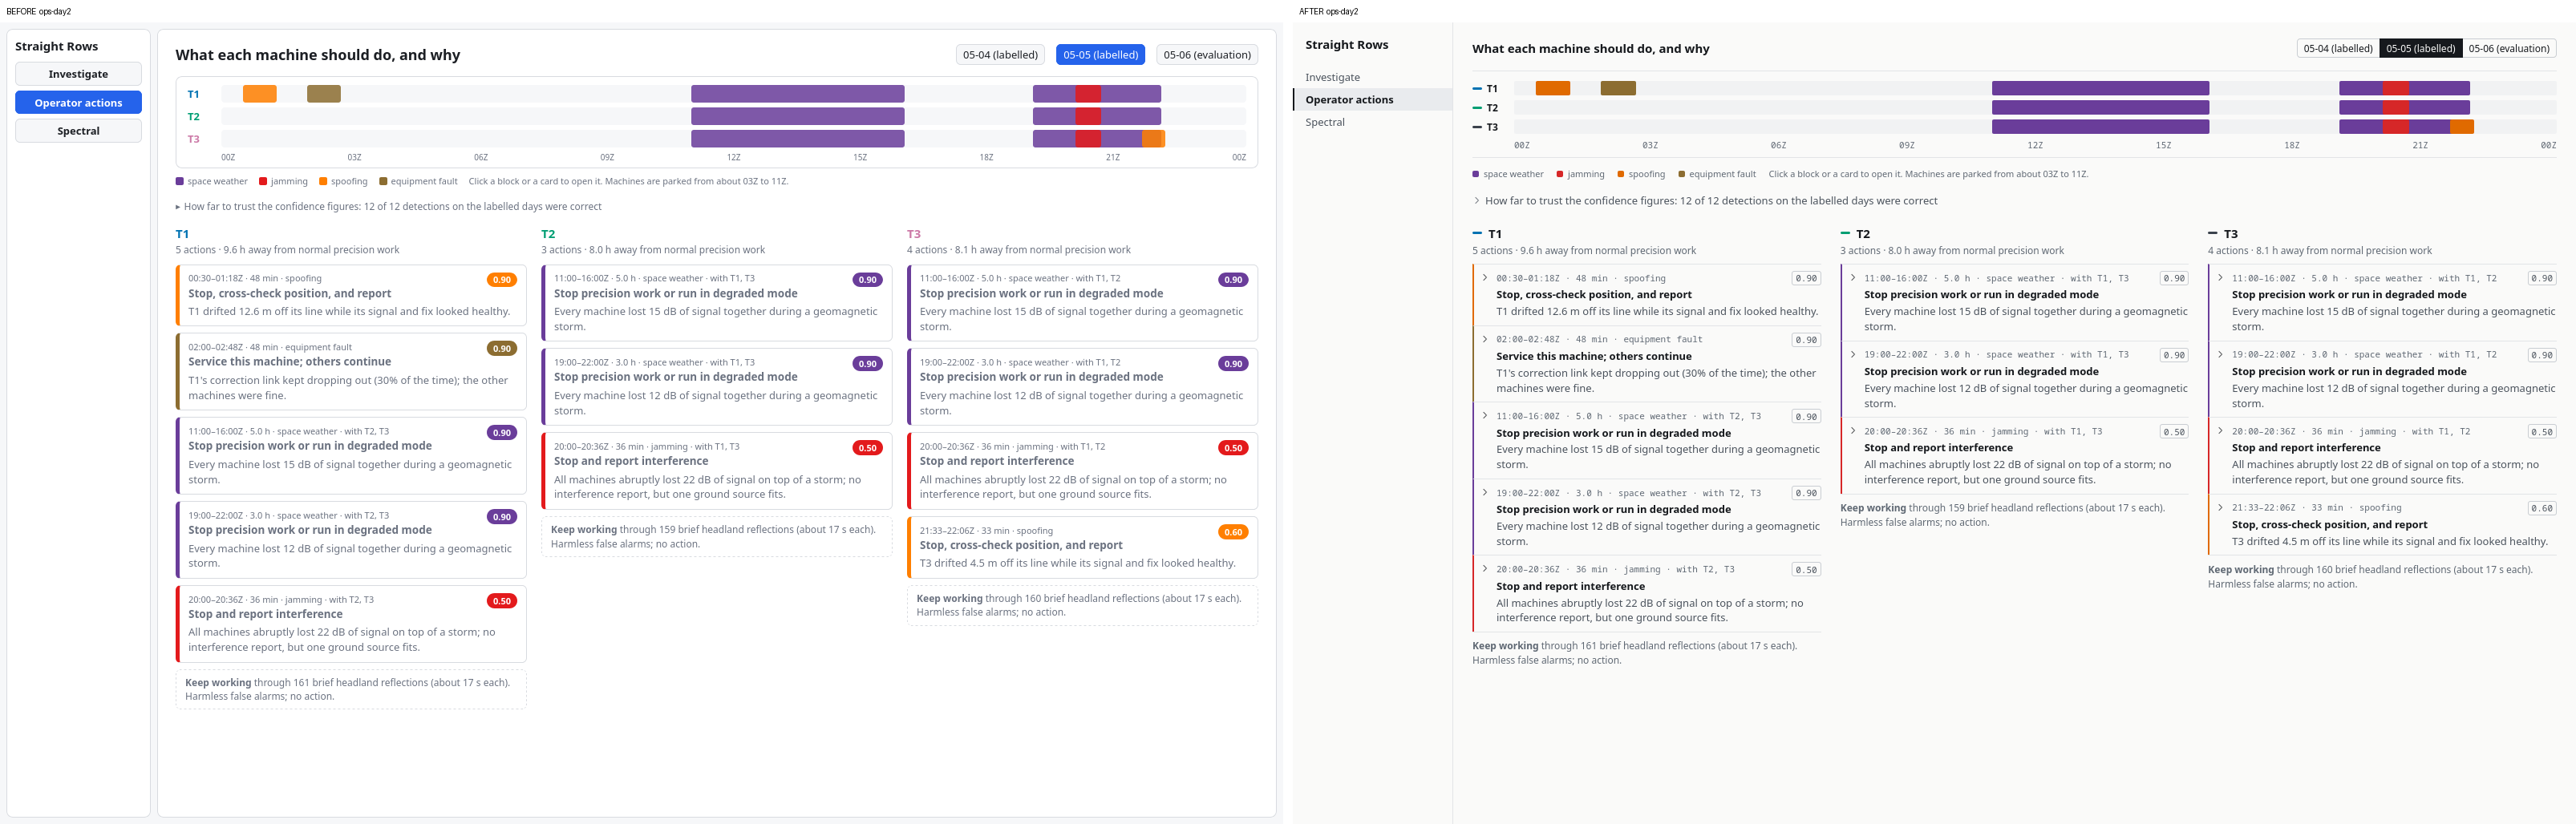 BEFORE ops-day2
Straight Rows
Investigate
Operator actions
Spectral
What each machine should do, and why
05-04 (labelled)
05-05 (labelled)
05-06 (evaluation)
T1
T2
T3
00Z 03Z 06Z 09Z 12Z 15Z 18Z 21Z 00Z
space weather jamming spoofing equipment fault Click a block or a card to open it. Machines are parked from about 03Z to 11Z.
▸ How far to trust the confidence figures: 12 of 12 detections on the labelled days were correct
T1
5 actions · 9.6 h away from normal precision work
00:30–01:18Z · 48 min · spoofing 0.90
Stop, cross-check position, and report
T1 drifted 12.6 m off its line while its signal and fix looked healthy.
02:00–02:48Z · 48 min · equipment fault 0.90
Service this machine; others continue
T1's correction link kept dropping out (30% of the time); the other
machines were fine.
11:00–16:00Z · 5.0 h · space weather · with T2, T3 0.90
Stop precision work or run in degraded mode
Every machine lost 15 dB of signal together during a geomagnetic
storm.
19:00–22:00Z · 3.0 h · space weather · with T2, T3 0.90
Stop precision work or run in degraded mode
Every machine lost 12 dB of signal together during a geomagnetic
storm.
20:00–20:36Z · 36 min · jamming · with T2, T3 0.50
Stop and report interference
All machines abruptly lost 22 dB of signal on top of a storm; no
interference report, but one ground source fits.
Keep working through 161 brief headland reflections (about 17 s each).
Harmless false alarms; no action.
T2
3 actions · 8.0 h away from normal precision work
11:00–16:00Z · 5.0 h · space weather · with T1, T3 0.90
Stop precision work or run in degraded mode
Every machine lost 15 dB of signal together during a geomagnetic
storm.
19:00–22:00Z · 3.0 h · space weather · with T1, T3 0.90
Stop precision work or run in degraded mode
Every machine lost 12 dB of signal together during a geomagnetic
storm.
20:00–20:36Z · 36 min · jamming · with T1, T3 0.50
Stop and report interference
All machines abruptly lost 22 dB of signal on top of a storm; no
interference report, but one ground source fits.
Keep working through 159 brief headland reflections (about 17 s each).
Harmless false alarms; no action.
T3
4 actions · 8.1 h away from normal precision work
11:00–16:00Z · 5.0 h · space weather · with T1, T2 0.90
Stop precision work or run in degraded mode
Every machine lost 15 dB of signal together during a geomagnetic
storm.
19:00–22:00Z · 3.0 h · space weather · with T1, T2 0.90
Stop precision work or run in degraded mode
Every machine lost 12 dB of signal together during a geomagnetic
storm.
20:00–20:36Z · 36 min · jamming · with T1, T2 0.50
Stop and report interference
All machines abruptly lost 22 dB of signal on top of a storm; no
interference report, but one ground source fits.
21:33–22:06Z · 33 min · spoofing 0.60
Stop, cross-check position, and report
T3 drifted 4.5 m off its line while its signal and fix looked healthy.
Keep working through 160 brief headland reflections (about 17 s each).
Harmless false alarms; no action.
AFTER ops-day2
Straight Rows
Investigate
Operator actions
Spectral
What each machine should do, and why
05-04 (labelled) 05-05 (labelled) 05-06 (evaluation)
T1
T2
T3
00Z 03Z 06Z 09Z 12Z 15Z 18Z 21Z 00Z
space weather jamming spoofing equipment fault Click a block or a card to open it. Machines are parked from about 03Z to 11Z.
How far to trust the confidence figures: 12 of 12 detections on the labelled days were correct
T1
5 actions · 9.6 h away from normal precision work
00:30–01:18Z · 48 min · spoofing 0.90
Stop, cross-check position, and report
T1 drifted 12.6 m off its line while its signal and fix looked healthy.
02:00–02:48Z · 48 min · equipment fault 0.90
Service this machine; others continue
T1's correction link kept dropping out (30% of the time); the other
machines were fine.
11:00–16:00Z · 5.0 h · space weather · with T2, T3 0.90
Stop precision work or run in degraded mode
Every machine lost 15 dB of signal together during a geomagnetic
storm.
19:00–22:00Z · 3.0 h · space weather · with T2, T3 0.90
Stop precision work or run in degraded mode
Every machine lost 12 dB of signal together during a geomagnetic
storm.
20:00–20:36Z · 36 min · jamming · with T2, T3 0.50
Stop and report interference
All machines abruptly lost 22 dB of signal on top of a storm; no
interference report, but one ground source fits.
Keep working through 161 brief headland reflections (about 17 s each).
Harmless false alarms; no action.
T2
3 actions · 8.0 h away from normal precision work
11:00–16:00Z · 5.0 h · space weather · with T1, T3 0.90
Stop precision work or run in degraded mode
Every machine lost 15 dB of signal together during a geomagnetic
storm.
19:00–22:00Z · 3.0 h · space weather · with T1, T3 0.90
Stop precision work or run in degraded mode
Every machine lost 12 dB of signal together during a geomagnetic
storm.
20:00–20:36Z · 36 min · jamming · with T1, T3 0.50
Stop and report interference
All machines abruptly lost 22 dB of signal on top of a storm; no
interference report, but one ground source fits.
Keep working through 159 brief headland reflections (about 17 s each).
Harmless false alarms; no action.
T3
4 actions · 8.1 h away from normal precision work
11:00–16:00Z · 5.0 h · space weather · with T1, T2 0.90
Stop precision work or run in degraded mode
Every machine lost 15 dB of signal together during a geomagnetic
storm.
19:00–22:00Z · 3.0 h · space weather · with T1, T2 0.90
Stop precision work or run in degraded mode
Every machine lost 12 dB of signal together during a geomagnetic
storm.
20:00–20:36Z · 36 min · jamming · with T1, T2 0.50
Stop and report interference
All machines abruptly lost 22 dB of signal on top of a storm; no
interference report, but one ground source fits.
21:33–22:06Z · 33 min · spoofing 0.60
Stop, cross-check position, and report
T3 drifted 4.5 m off its line while its signal and fix looked healthy.
Keep working through 160 brief headland reflections (about 17 s each).
Harmless false alarms; no action.